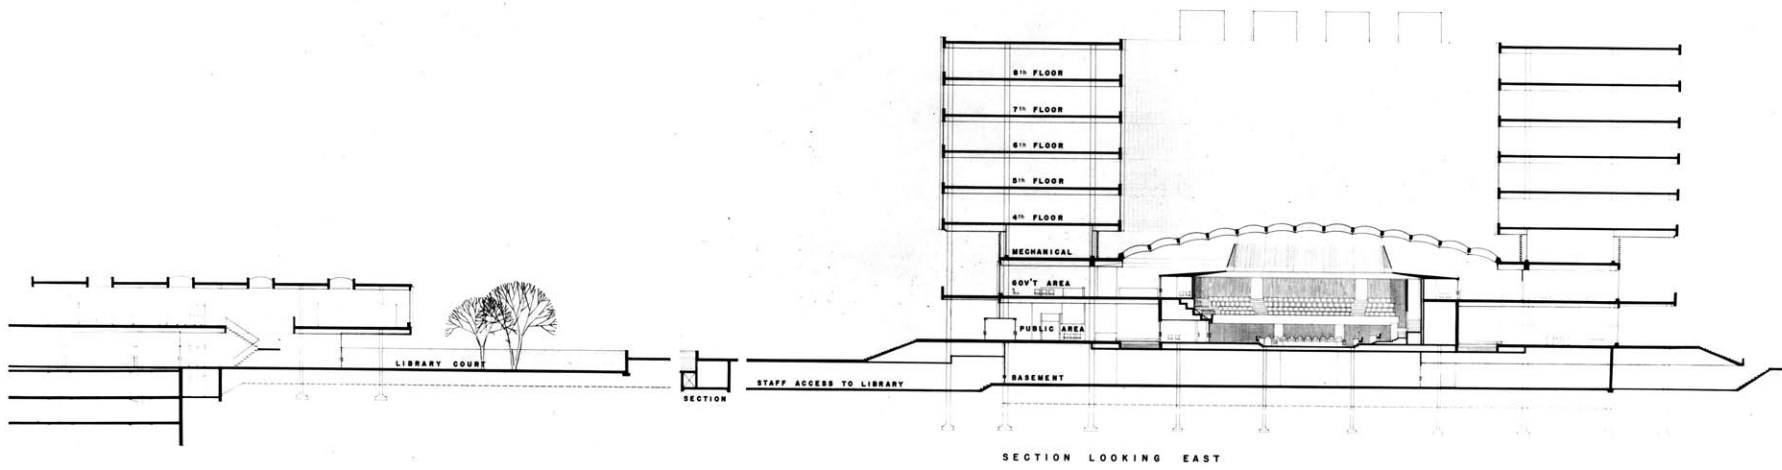 8th FLOOR
7th FLOOR
6th FLOOR
5th FLOOR
4th FLOOR
MECHANICAL
GOV'T AREA
PUBLIC AREA
LIBRARY COURT
BASEMENT
STAFF ACCESS TO LIBRARY
SECTION
SECTION LOOKING EAST